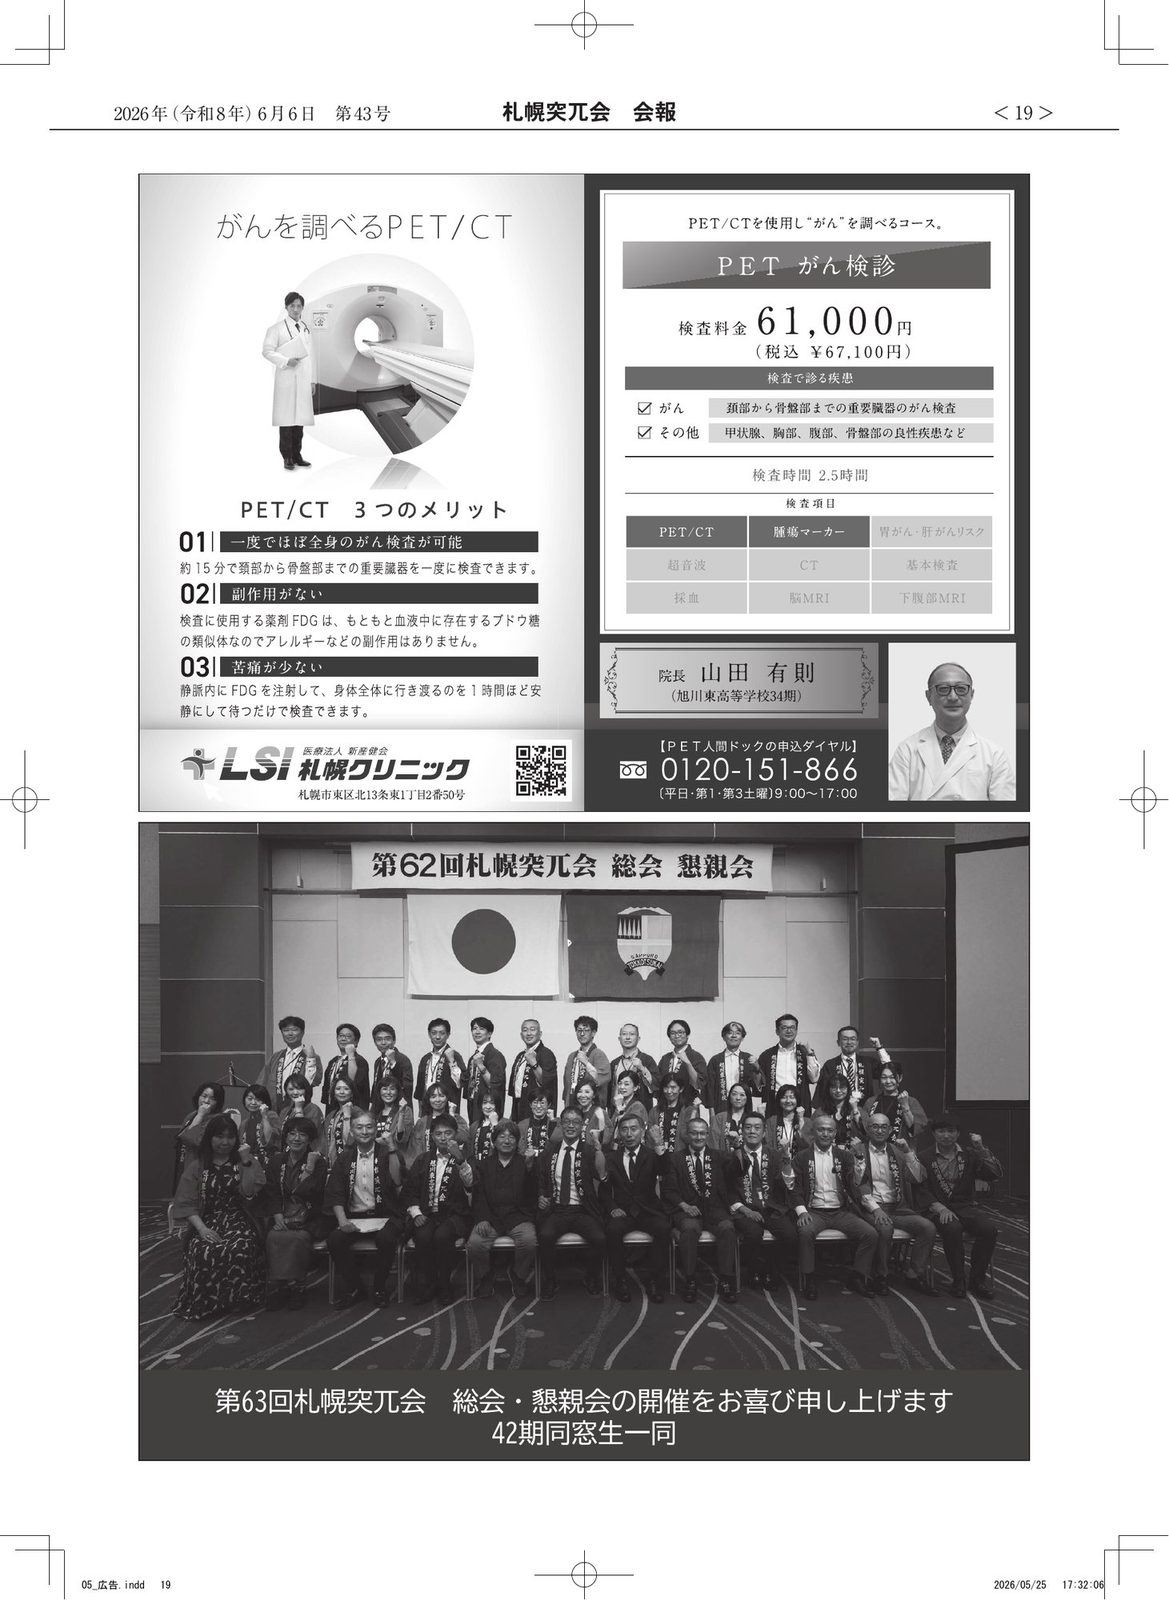 2026年（令和8年）6月6日　第43号
札幌突兀会　会報
＜19＞
がんを調べるPET/CT
PET/CT　3つのメリット
01 一度でほぼ全身のがん検査が可能
約15分で頚部から骨盤部までの重要臓器を一度に検査できます。
02 副作用がない
検査に使用する薬剤FDGは、もともと血液中に存在するブドウ糖
の類似体なのでアレルギーなどの副作用はありません。
03 苦痛が少ない
静脈内にFDGを注射して、身体全体に行き渡るのを1時間ほど安
静にして待つだけで検査できます。
LSI 医療法人 新産健会
札幌クリニック
札幌市東区北13条東1丁目2番50号
PET/CTを使用し“がん”を調べるコース。
PET がん検診
検査料金 61,000円
（税込 ￥67,100円）
検査で診る疾患
がん 頚部から骨盤部までの重要臓器のがん検査
その他 甲状腺、胸部、腹部、骨盤部の良性疾患など
検査時間 2.5時間
検査項目
PET/CT 腫瘍マーカー 胃がん・肝がんリスク
超音波 CT 基本検査
採血 脳MRI 下腹部MRI
院長 山田 有則
（旭川東高等学校34期）
【PET人間ドックの申込ダイヤル】
0120-151-866
〔平日・第1・第3土曜〕9：00〜17：00
第62回札幌突兀会 総会 懇親会
SAPPORO
第63回札幌突兀会　総会・懇親会の開催をお喜び申し上げます
42期同窓生一同
05_広告.indd 19
2026/05/25 17:32:06